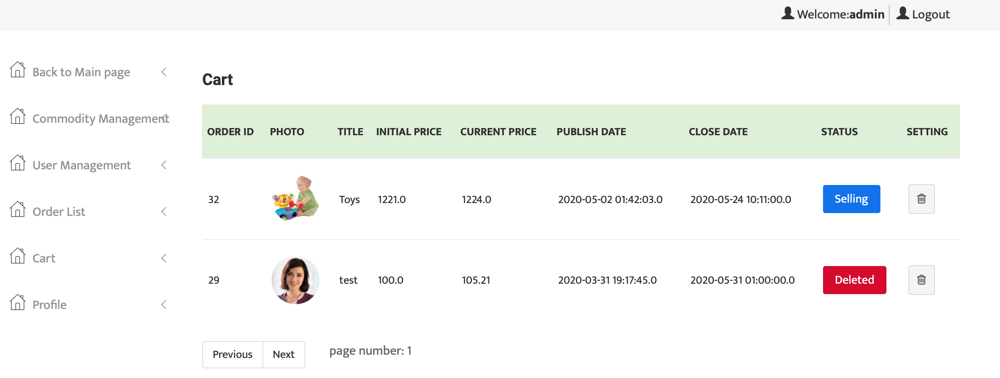 Welcome:admin Logout
Back to Main page
Commodity Management
User Management
Order List
Cart
Profile
Cart
ORDER ID PHOTO TITLE INITIAL PRICE CURRENT PRICE PUBLISH DATE CLOSE DATE STATUS SETTING
32 Toys 1221.0 1224.0 2020-05-02 01:42:03.0 2020-05-24 10:11:00.0 Selling
29 test 100.0 105.21 2020-03-31 19:17:45.0 2020-05-31 01:00:00.0 Deleted
Previous Next page number: 1